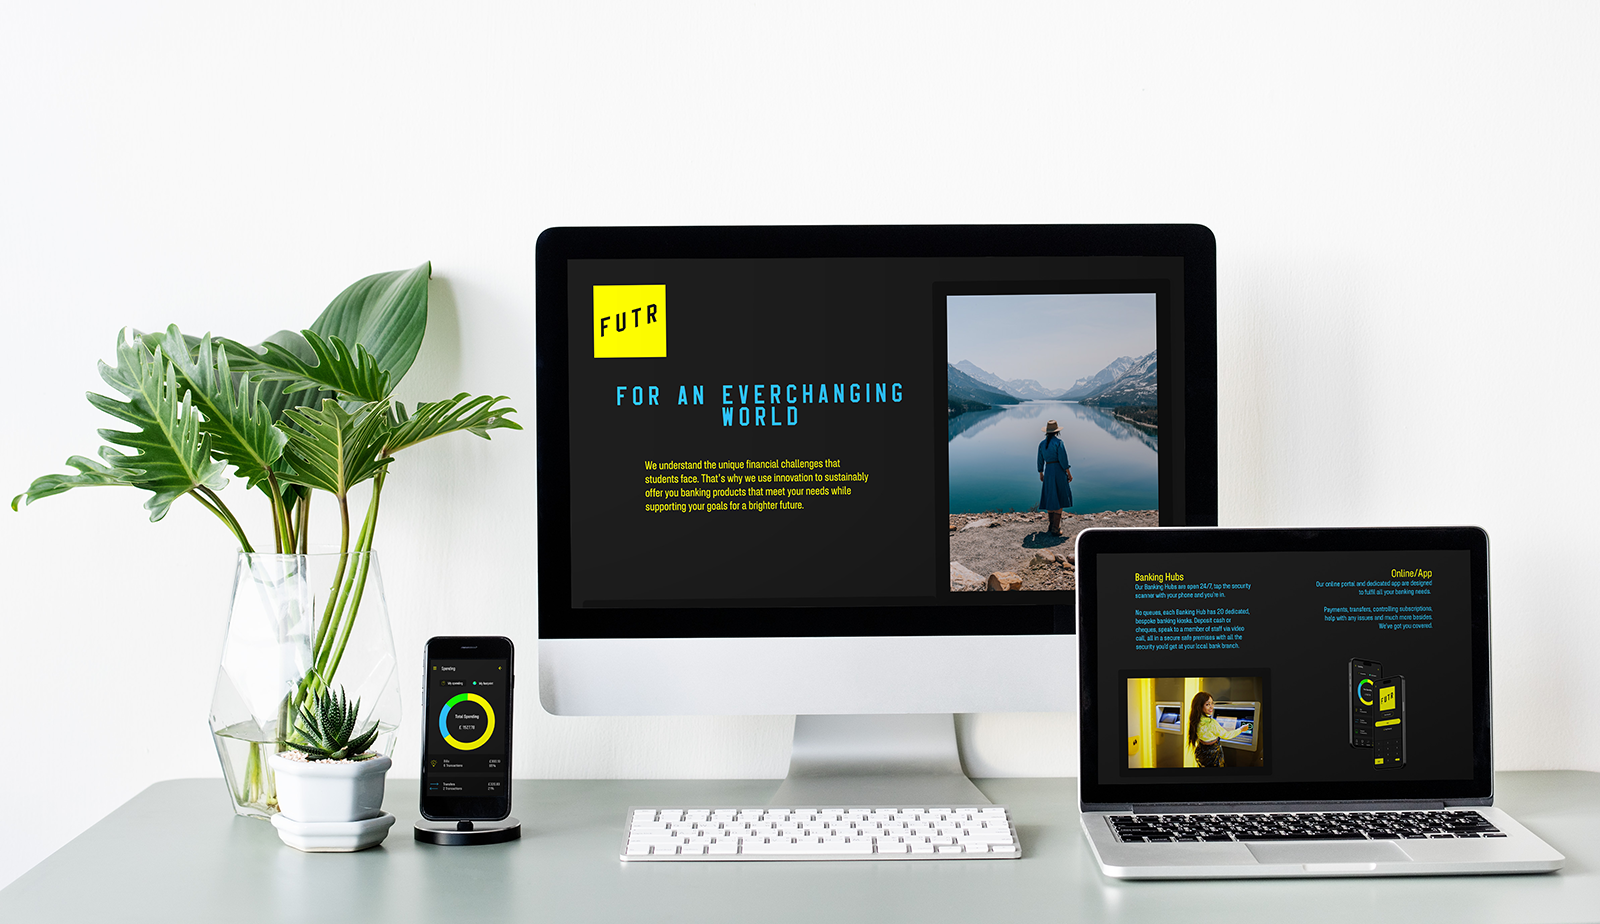 FUTR
FOR AN EVERCHANGING
WORLD
We understand the unique financial challenges that
students face. That's why we use innovation to sustainably
offer you banking products that meet your needs while
supporting your goals for a brighter future.
Banking Hubs
Our Banking Hubs are open 24/7, tap the security
scanner with your phone and you're in.
No queues, each Banking Hub has 20 dedicated,
bespoke banking kiosks. Deposit cash or
cheques, speak to a member of staff via video
call, all in a secure safe premises with all the
security you'd get at your local bank branch.
Online/App
Our online portal and dedicated app are designed
to fulfil all your banking needs.
Payments, transfers, controlling subscriptions,
help with any issues and much more besides.
We've got you covered.
FUTR
Spending
My spending
Total Spending
Transfers